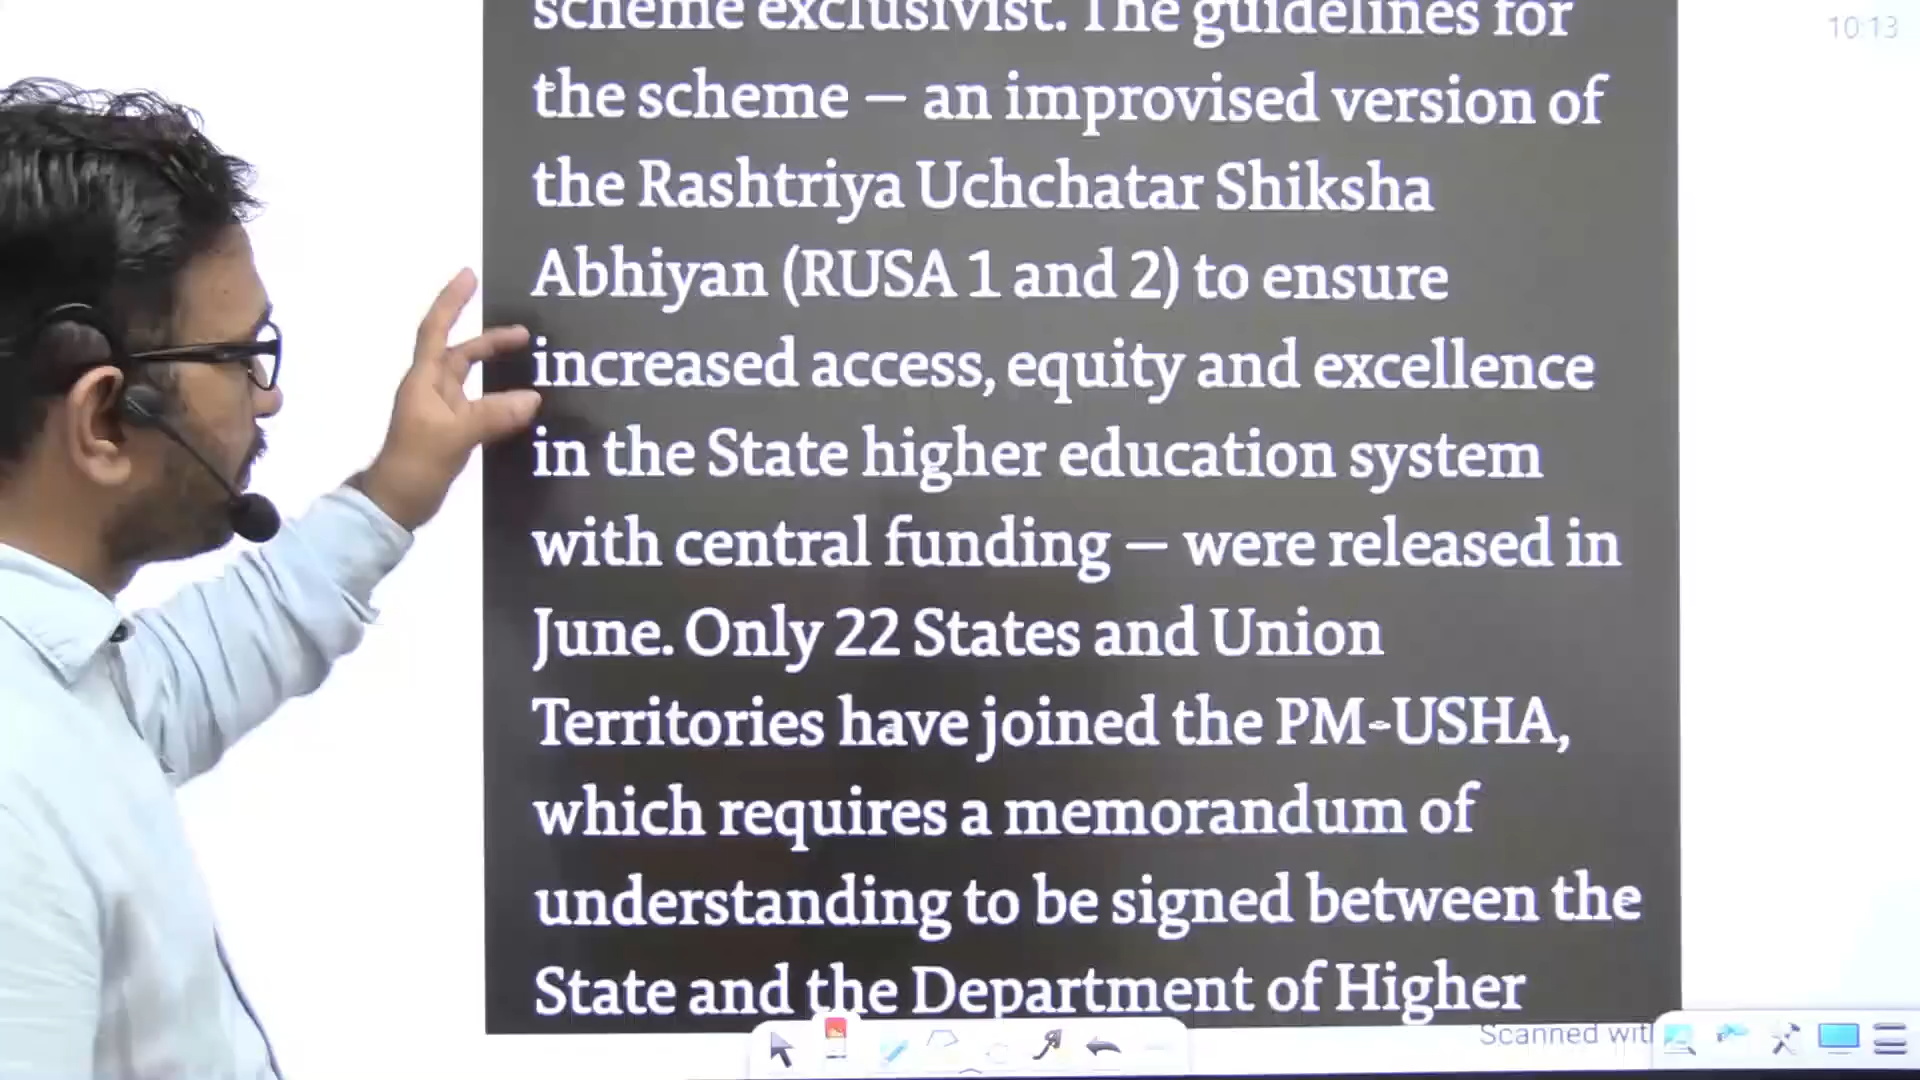 10:13
scheme exclusivist. The guidelines for
the scheme — an improvised version of
the Rashtriya Uchchatar Shiksha
Abhiyan (RUSA 1 and 2) to ensure
increased access, equity and excellence
in the State higher education system
with central funding — were released in
June. Only 22 States and Union
Territories have joined the PM-USHA,
which requires a memorandum of
understanding to be signed between the
State and the Department of Higher
Scanned wit